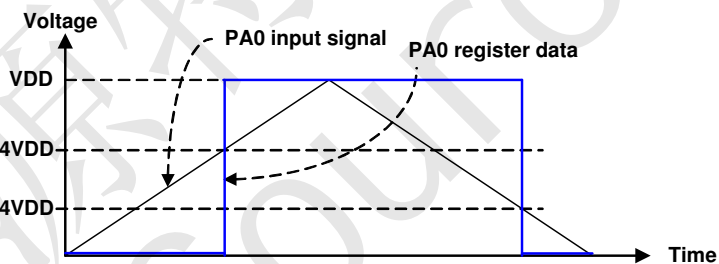 Voltage
PA0 input signal
PA0 register data
VDD
4VDD
4VDD
Time